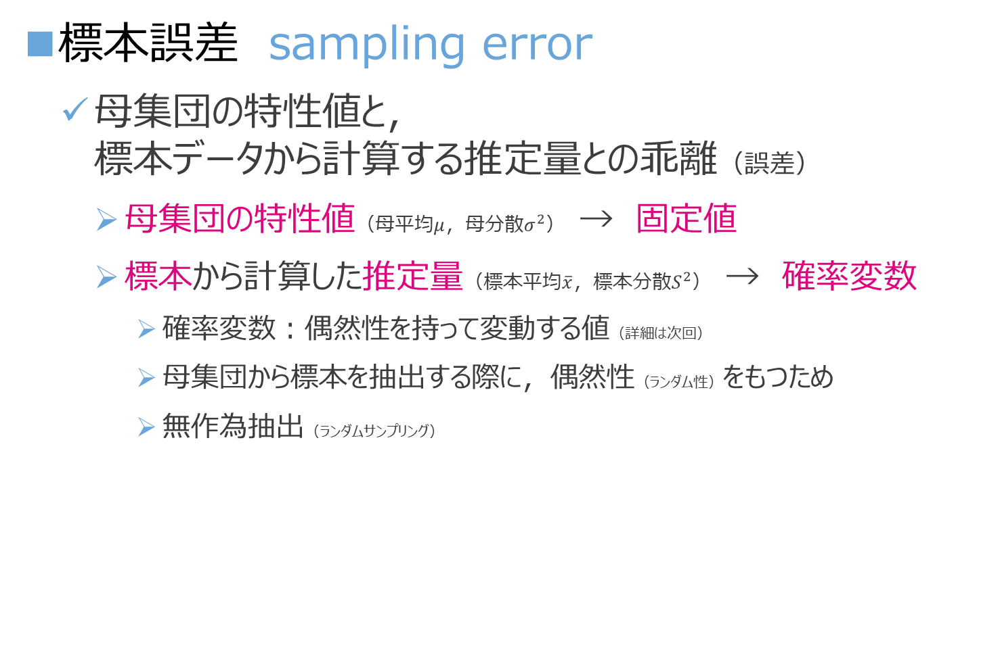 標本誤差 sampling error
母集団の特性値と,
標本データから計算する推定量との乖離（誤差）
母集団の特性値（母平均𝜇，母分散𝜎²） → 固定値
標本から計算した推定量（標本平均x̄，標本分散𝑆²） → 確率変数
確率変数：偶然性を持って変動する値（詳細は次回）
母集団から標本を抽出する際に，偶然性（ランダム性）をもつため
無作為抽出（ランダムサンプリング）